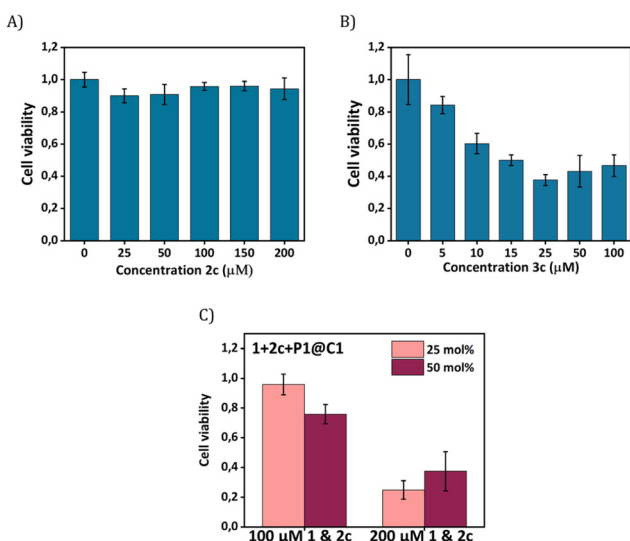 A)
1,2
1,0
0,8
0,6
0,4
0,2
0,0
Cell viability
0 25 50 100 150 200
Concentration 2c (μM)
B)
1,2
1,0
0,8
0,6
0,4
0,2
0,0
Cell viability
0 5 10 15 25 50 100
Concentration 3c (μM)
C)
1+2c+P1@C1
25 mol%
50 mol%
1,2
1,0
0,8
0,6
0,4
0,2
0,0
Cell viability
100 μM 1 & 2c 200 μM 1 & 2c